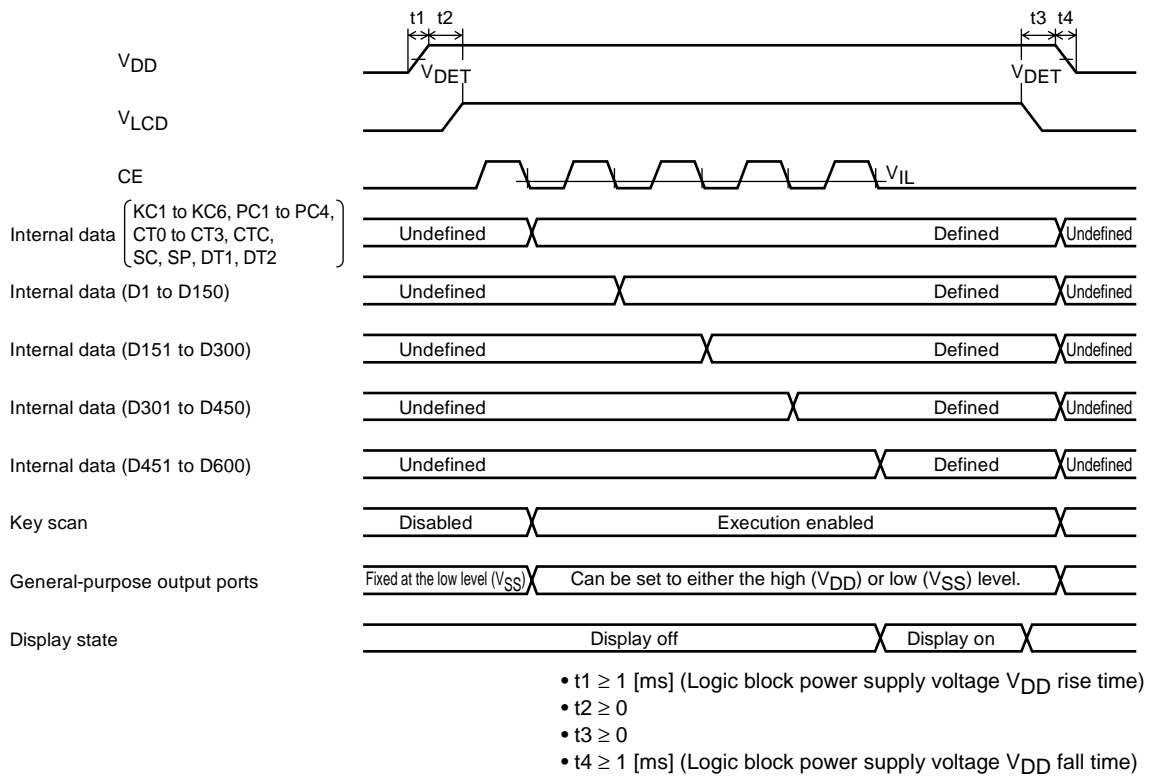 t1 t2 t3 t4
VDD
VDET VDET
VLCD
CE
VIL
Internal data
KC1 to KC6, PC1 to PC4,
CT0 to CT3, CTC,
SC, SP, DT1, DT2
Undefined Defined Undefined
Internal data (D1 to D150) Undefined Defined Undefined
Internal data (D151 to D300) Undefined Defined Undefined
Internal data (D301 to D450) Undefined Defined Undefined
Internal data (D451 to D600) Undefined Defined Undefined
Key scan Disabled Execution enabled
General-purpose output ports Fixed at the low level (VSS) Can be set to either the high (VDD) or low (VSS) level.
Display state Display off Display on
• t1 ≥ 1 [ms] (Logic block power supply voltage VDD rise time)
• t2 ≥ 0
• t3 ≥ 0
• t4 ≥ 1 [ms] (Logic block power supply voltage VDD fall time)